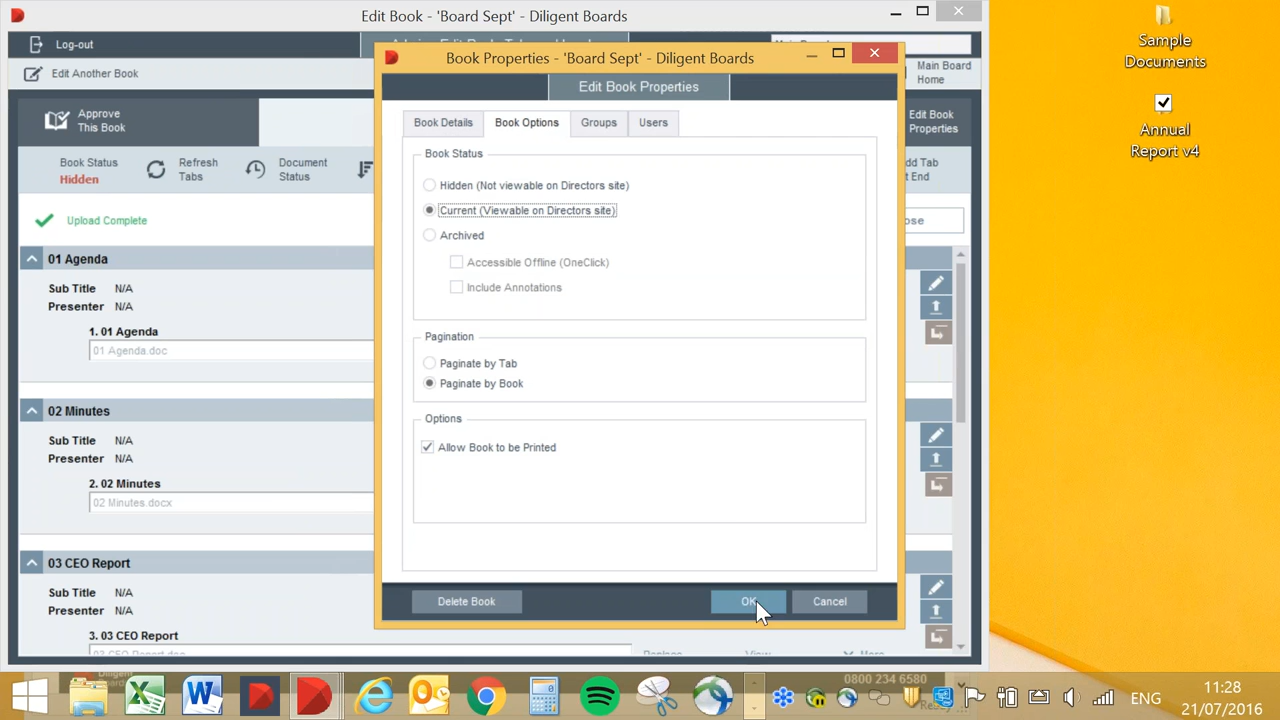 Edit Book - 'Board Sept' - Diligent Boards
Log-out
Edit Another Book
Main Board
Home
Approve
This Book
Edit Book
Properties
Book Status
Hidden
Refresh
Tabs
Document
Status
Upload Complete
01 Agenda
Sub Title N/A
Presenter N/A
1. 01 Agenda
01 Agenda.doc
02 Minutes
Sub Title N/A
Presenter N/A
2. 02 Minutes
02 Minutes.docx
03 CEO Report
Sub Title N/A
Presenter N/A
3. 03 CEO Report
03 CEO Report.doc
Book Properties - 'Board Sept' - Diligent Boards
Edit Book Properties
Book Details
Book Options
Groups
Users
Book Status
Hidden (Not viewable on Directors site)
Current (Viewable on Directors site)
Archived
Accessible Offline (OneClick)
Include Annotations
Pagination
Paginate by Tab
Paginate by Book
Options
Allow Book to be Printed
Delete Book
OK
Cancel
Sample
Documents
Annual
Report v4
0800 234 6580
ENG
11:28
21/07/2016